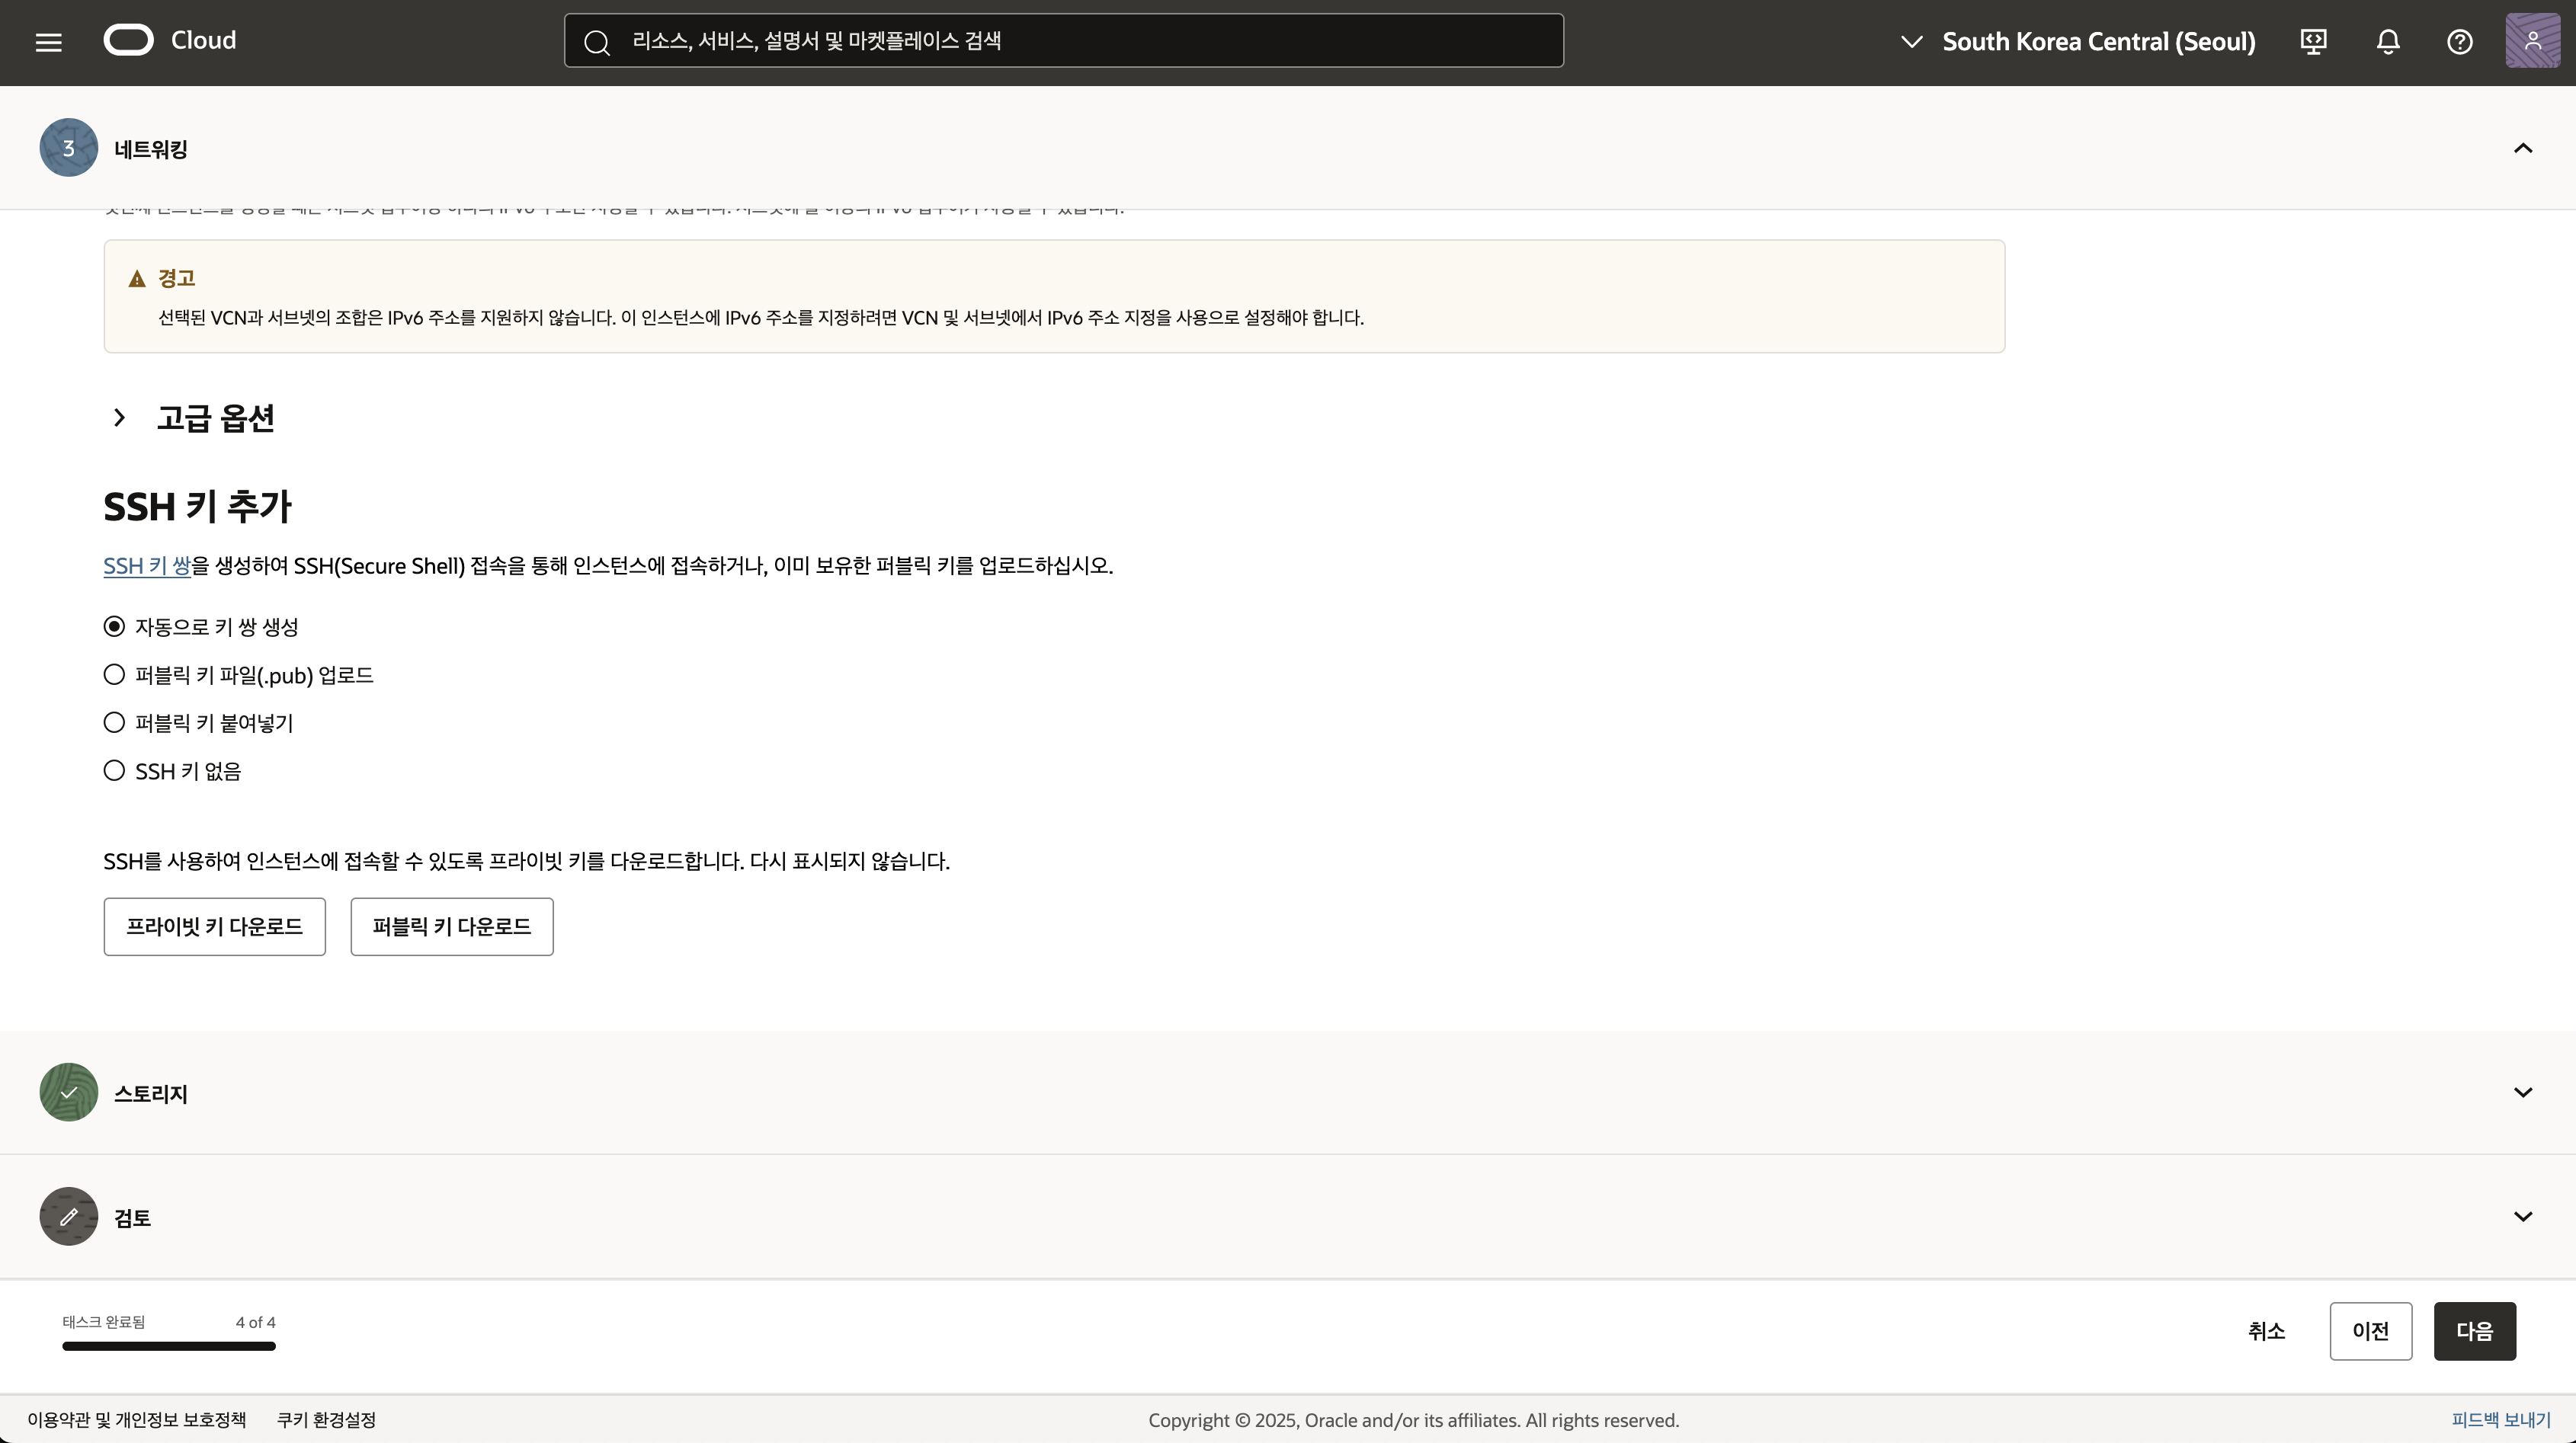 Cloud
리소스, 서비스, 설명서 및 마켓플레이스 검색
South Korea Central (Seoul)
3
네트워킹
경고
선택된 VCN과 서브넷의 조합은 IPv6 주소를 지원하지 않습니다. 이 인스턴스에 IPv6 주소를 지정하려면 VCN 및 서브넷에서 IPv6 주소 지정을 사용으로 설정해야 합니다.
고급 옵션
SSH 키 추가
SSH 키 쌍을 생성하여 SSH(Secure Shell) 접속을 통해 인스턴스에 접속하거나, 이미 보유한 퍼블릭 키를 업로드하십시오.
자동으로 키 쌍 생성
퍼블릭 키 파일(.pub) 업로드
퍼블릭 키 붙여넣기
SSH 키 없음
SSH를 사용하여 인스턴스에 접속할 수 있도록 프라이빗 키를 다운로드합니다. 다시 표시되지 않습니다.
프라이빗 키 다운로드 퍼블릭 키 다운로드
스토리지
검토
태스크 완료됨 4 of 4
취소 이전 다음
이용약관 및 개인정보 보호정책 쿠키 환경설정 Copyright © 2025, Oracle and/or its affiliates. All rights reserved. 피드백 보내기